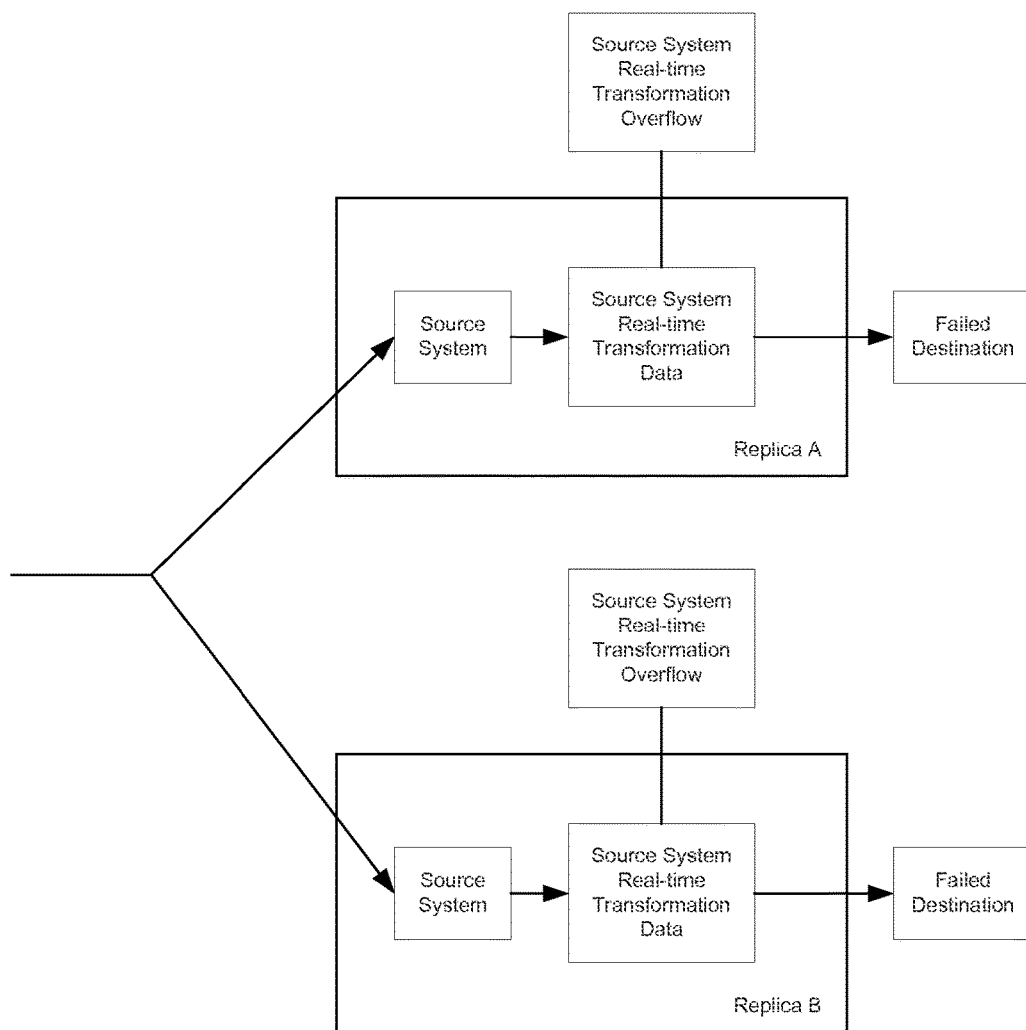 Source System
Real-time
Transformation
Overflow
Source
System
Source System
Real-time
Transformation
Data
Failed
Destination
Replica A
Source System
Real-time
Transformation
Overflow
Source
System
Source System
Real-time
Transformation
Data
Failed
Destination
Replica B